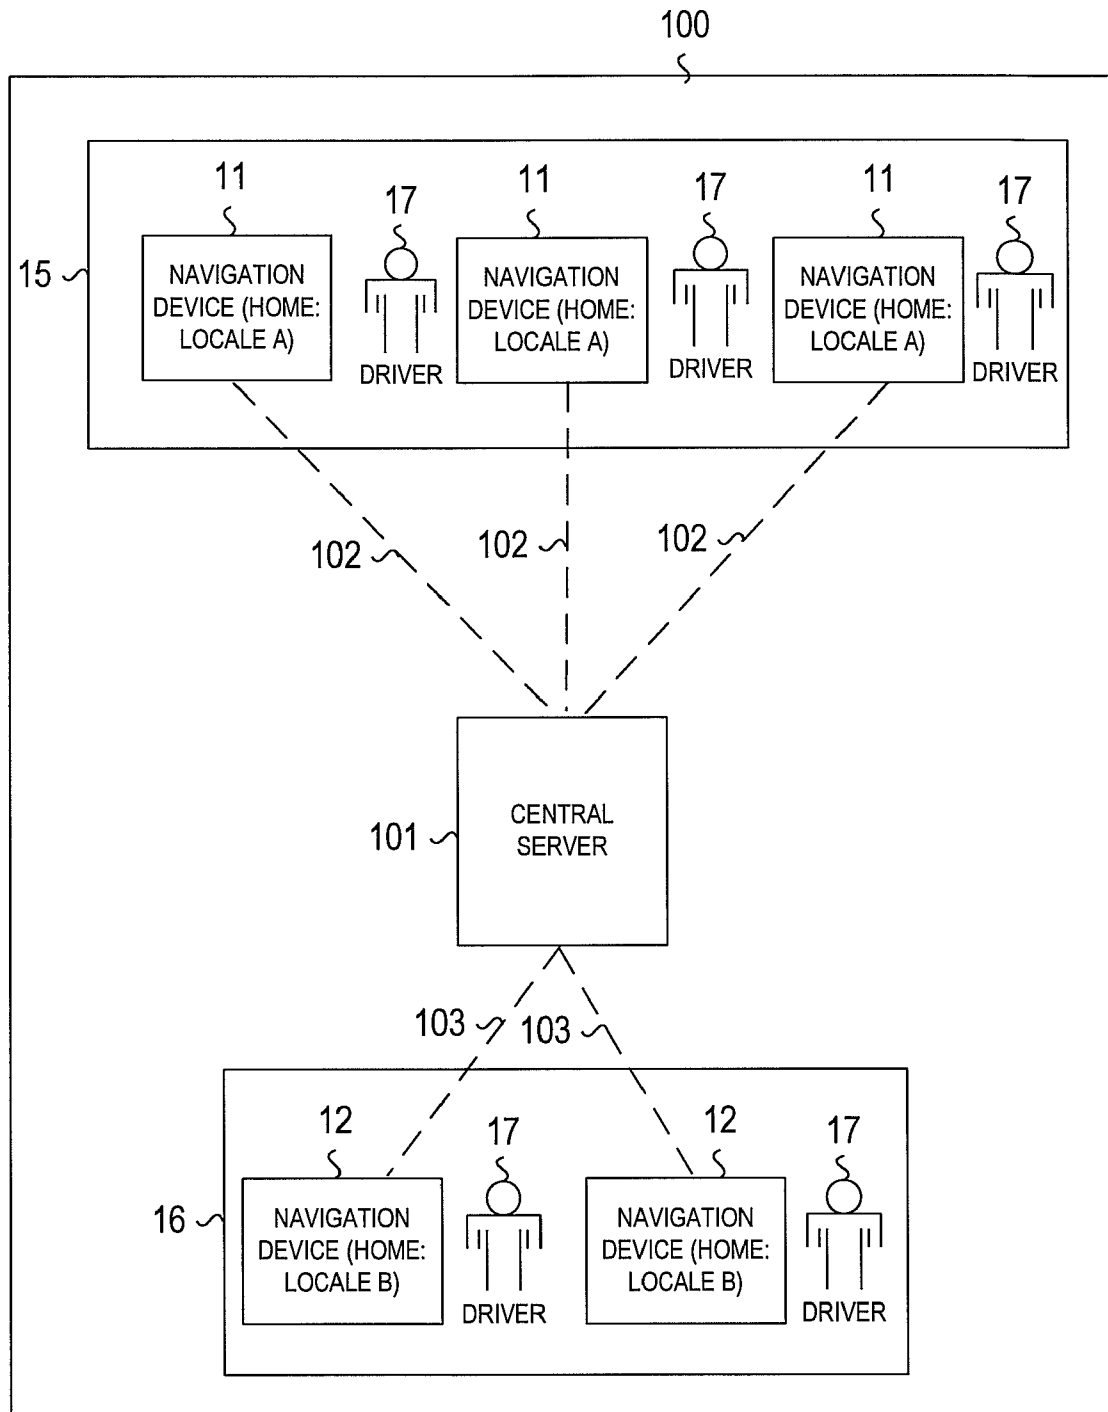 100
11
17
11
17
11
17
15
NAVIGATION
DEVICE (HOME:
LOCALE A)
DRIVER
NAVIGATION
DEVICE (HOME:
LOCALE A)
DRIVER
NAVIGATION
DEVICE (HOME:
LOCALE A)
DRIVER
102
102
102
101
CENTRAL
SERVER
103
103
12
17
12
17
16
NAVIGATION
DEVICE (HOME:
LOCALE B)
DRIVER
NAVIGATION
DEVICE (HOME:
LOCALE B)
DRIVER